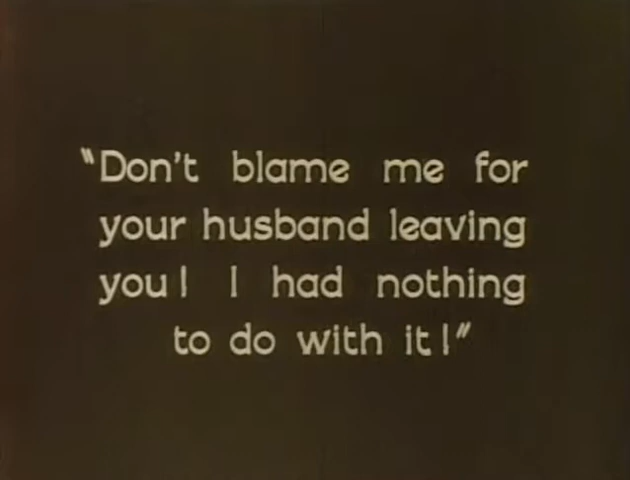 "Don't blame me for
your husband leaving
you! I had nothing
to do with it!"